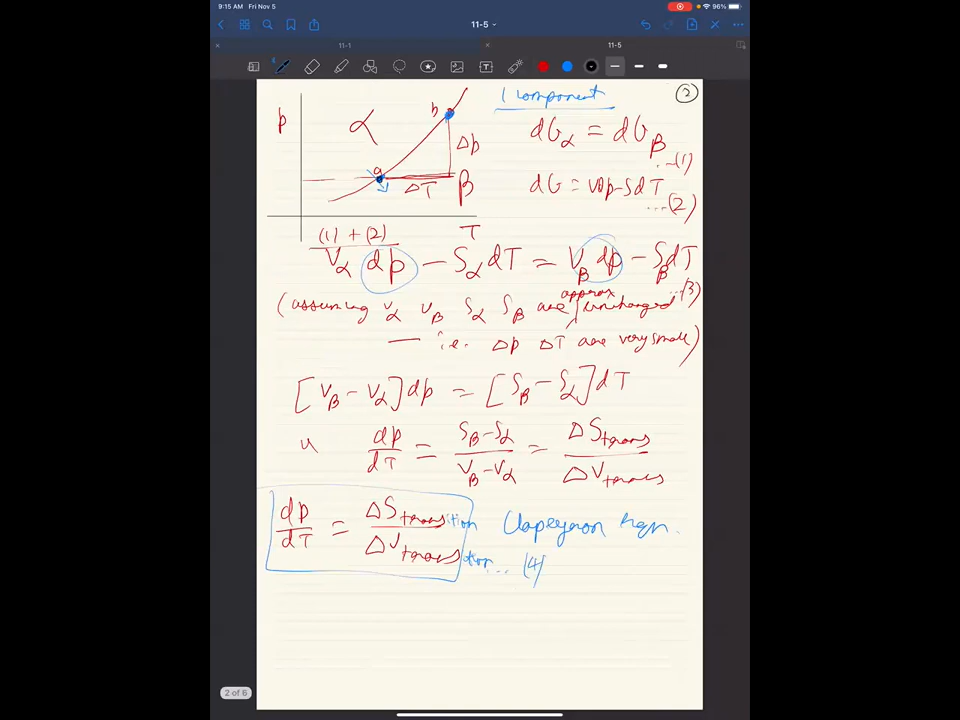 9:15 AM Fri Nov 5
96%
11-5
11-1
11-5
1 component
2
p
α
b
Δp
a
ΔT
β
T
dG_α = dG_β
...(1)
dG = Vdp - SdT
...(2)
(1) + (2)
V_α dp - S_α dT = V_β dp - S_β dT
...(3)
(assuming V_α V_β S_α S_β are approx unchanged
— i.e. Δp ΔT are very small)
[V_β - V_α] dp = [S_β - S_α] dT
dp/dT = (S_β - S_α)/(V_β - V_α) = ΔS_trans/ΔV_trans
dp/dT = ΔS_transition/ΔV_transition ... (4)
Clapeyron
2 of 6